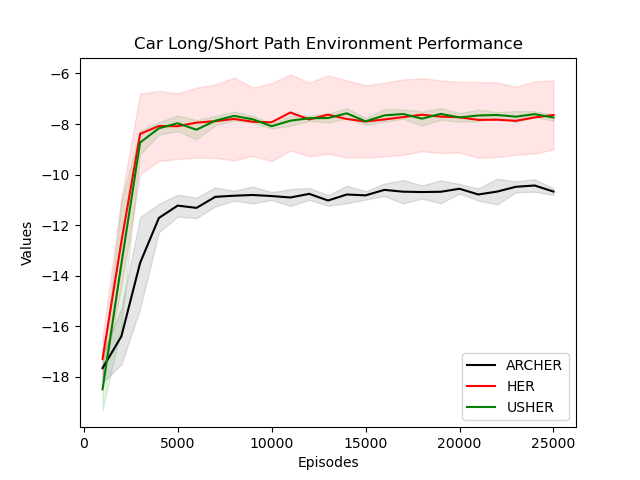 Car Long/Short Path Environment Performance
Values
−6
−8
−10
−12
−14
−16
−18
ARCHER
HER
USHER
0 5000 10000 15000 20000 25000
Episodes